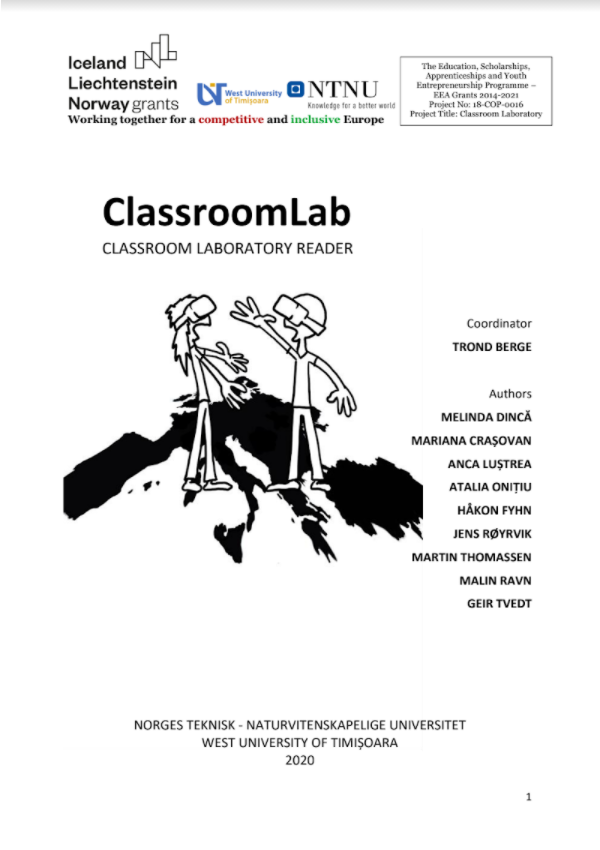 Iceland
Liechtenstein
Norway grants
West University
of Timișoara
NTNU
Knowledge for a better world
Working together for a competitive and inclusive Europe
The Education, Scholarships,
Apprenticeships and Youth
Entrepreneurship Programme –
EEA Grants 2014-2021
Project No: 18-COP-0016
Project Title: Classroom Laboratory
ClassroomLab
CLASSROOM LABORATORY READER
Coordinator
TROND BERGE
Authors
MELINDA DINCĂ
MARIANA CRAŞOVAN
ANCA LUŞTREA
ATALIA ONIȚIU
HÅKON FYHN
JENS RØYRVIK
MARTIN THOMASSEN
MALIN RAVN
GEIR TVEDT
NORGES TEKNISK - NATURVITENSKAPELIGE UNIVERSITET
WEST UNIVERSITY OF TIMIŞOARA
2020
1